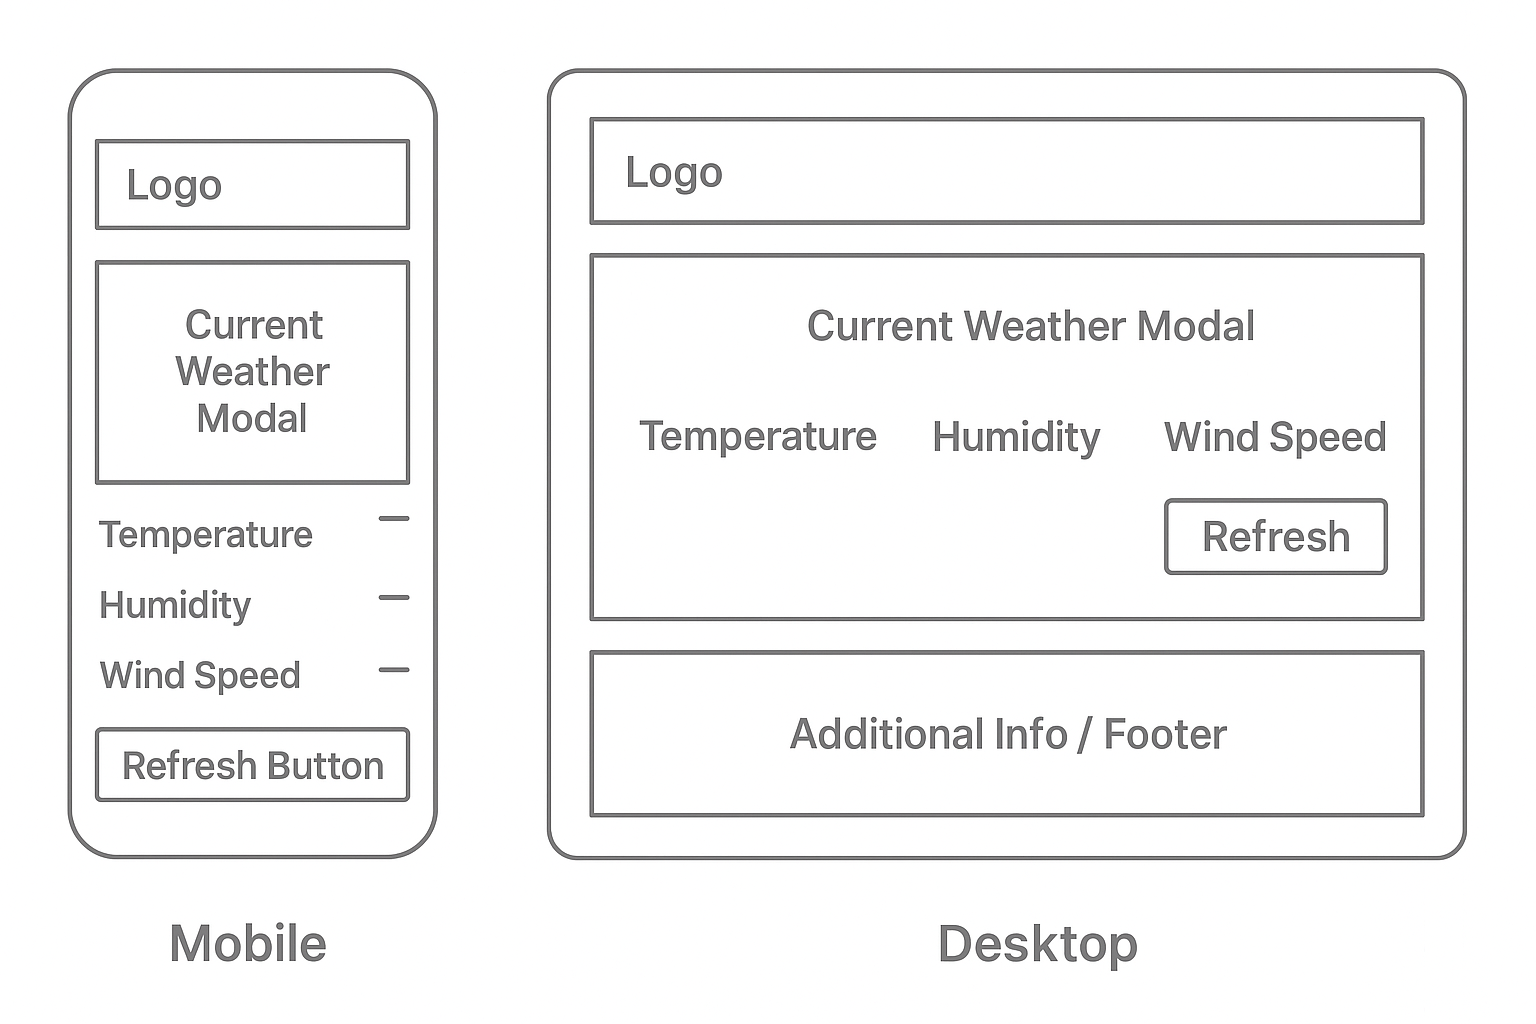 Logo
Current
Weather
Modal
Temperature
Humidity
Wind Speed
Refresh Button
Mobile
Logo
Current Weather Modal
Temperature Humidity Wind Speed
Refresh
Additional Info / Footer
Desktop